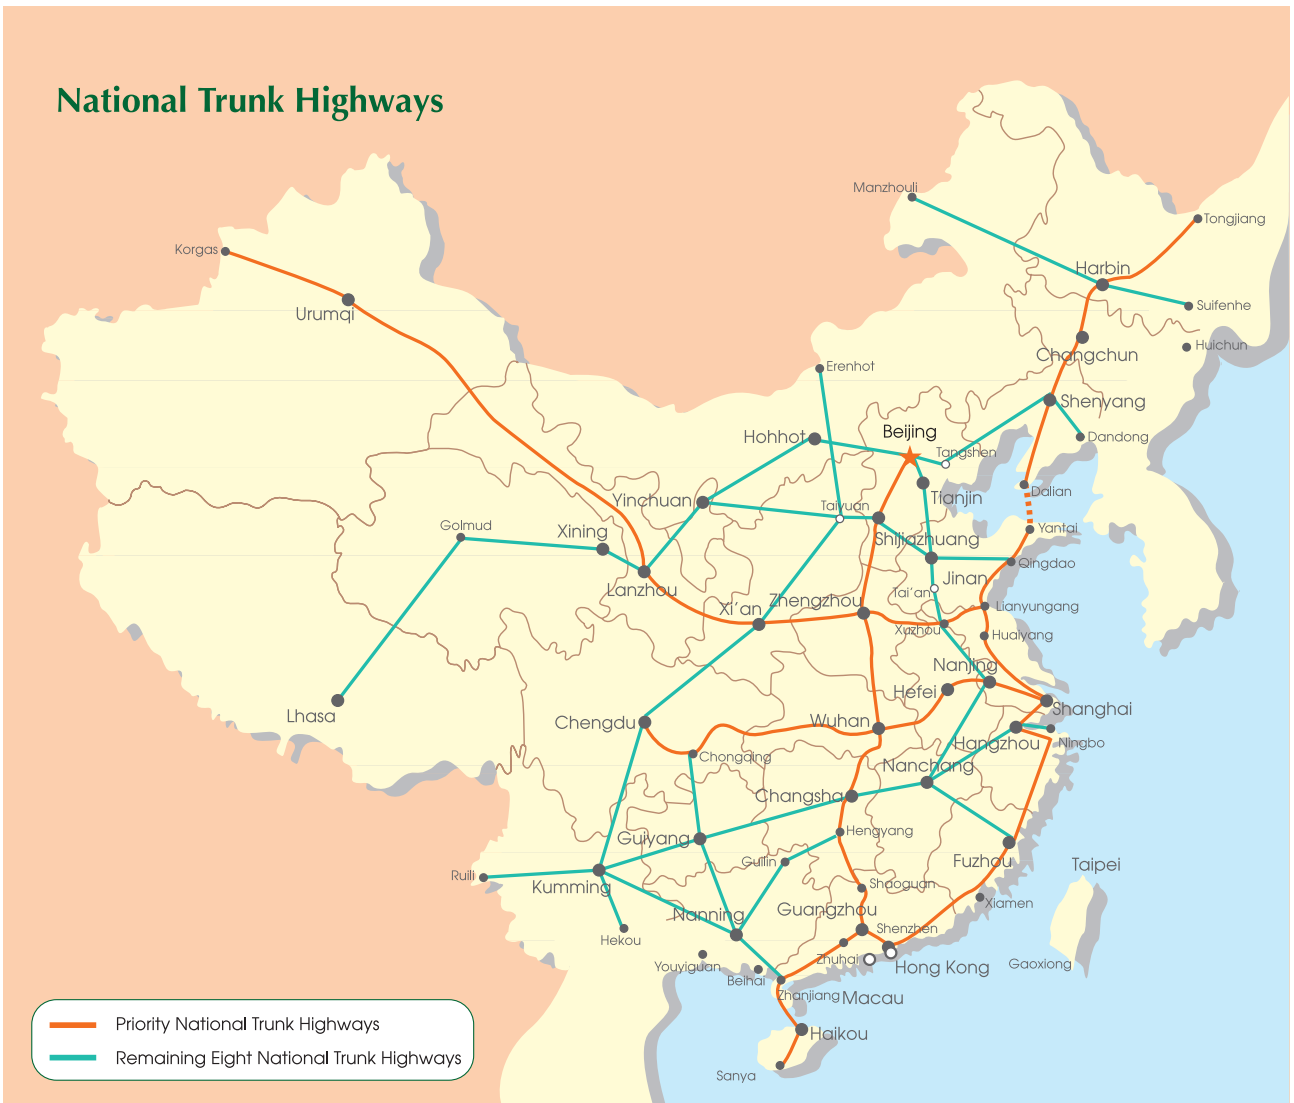 National Trunk Highways
Manzhouli
Tongjiang
Korgas
Harbin
Urumqi
Suifenhe
Huichun
Changchun
Erenhot
Shenyang
Hohhot
Beijing
Dandong
Tangshen
Yinchuan
Tianjin
Dalian
Taiyuan
Golmud
Xining
Yantai
Shijiazhuang
Qingdao
Lanzhou
Jinan
Tai'an
Xi'an
Zhengzhou
Lianyungang
Xuzhou
Huaiyang
Nanjing
Hefei
Lhasa
Shanghai
Chengdu
Wuhan
Hangzhou
Ningbo
Chongqing
Nanchang
Changsha
Hengyang
Guiyang
Guilin
Fuzhou
Taipei
Ruili
Kumming
Shaoguan
Xiamen
Nanning
Guangzhou
Hekou
Shenzhen
Youyiguan
Zhuhai
Hong Kong
Gaoxiong
Beihai
Zhanjiang
Macau
Haikou
Sanya
Priority National Trunk Highways
Remaining Eight National Trunk Highways